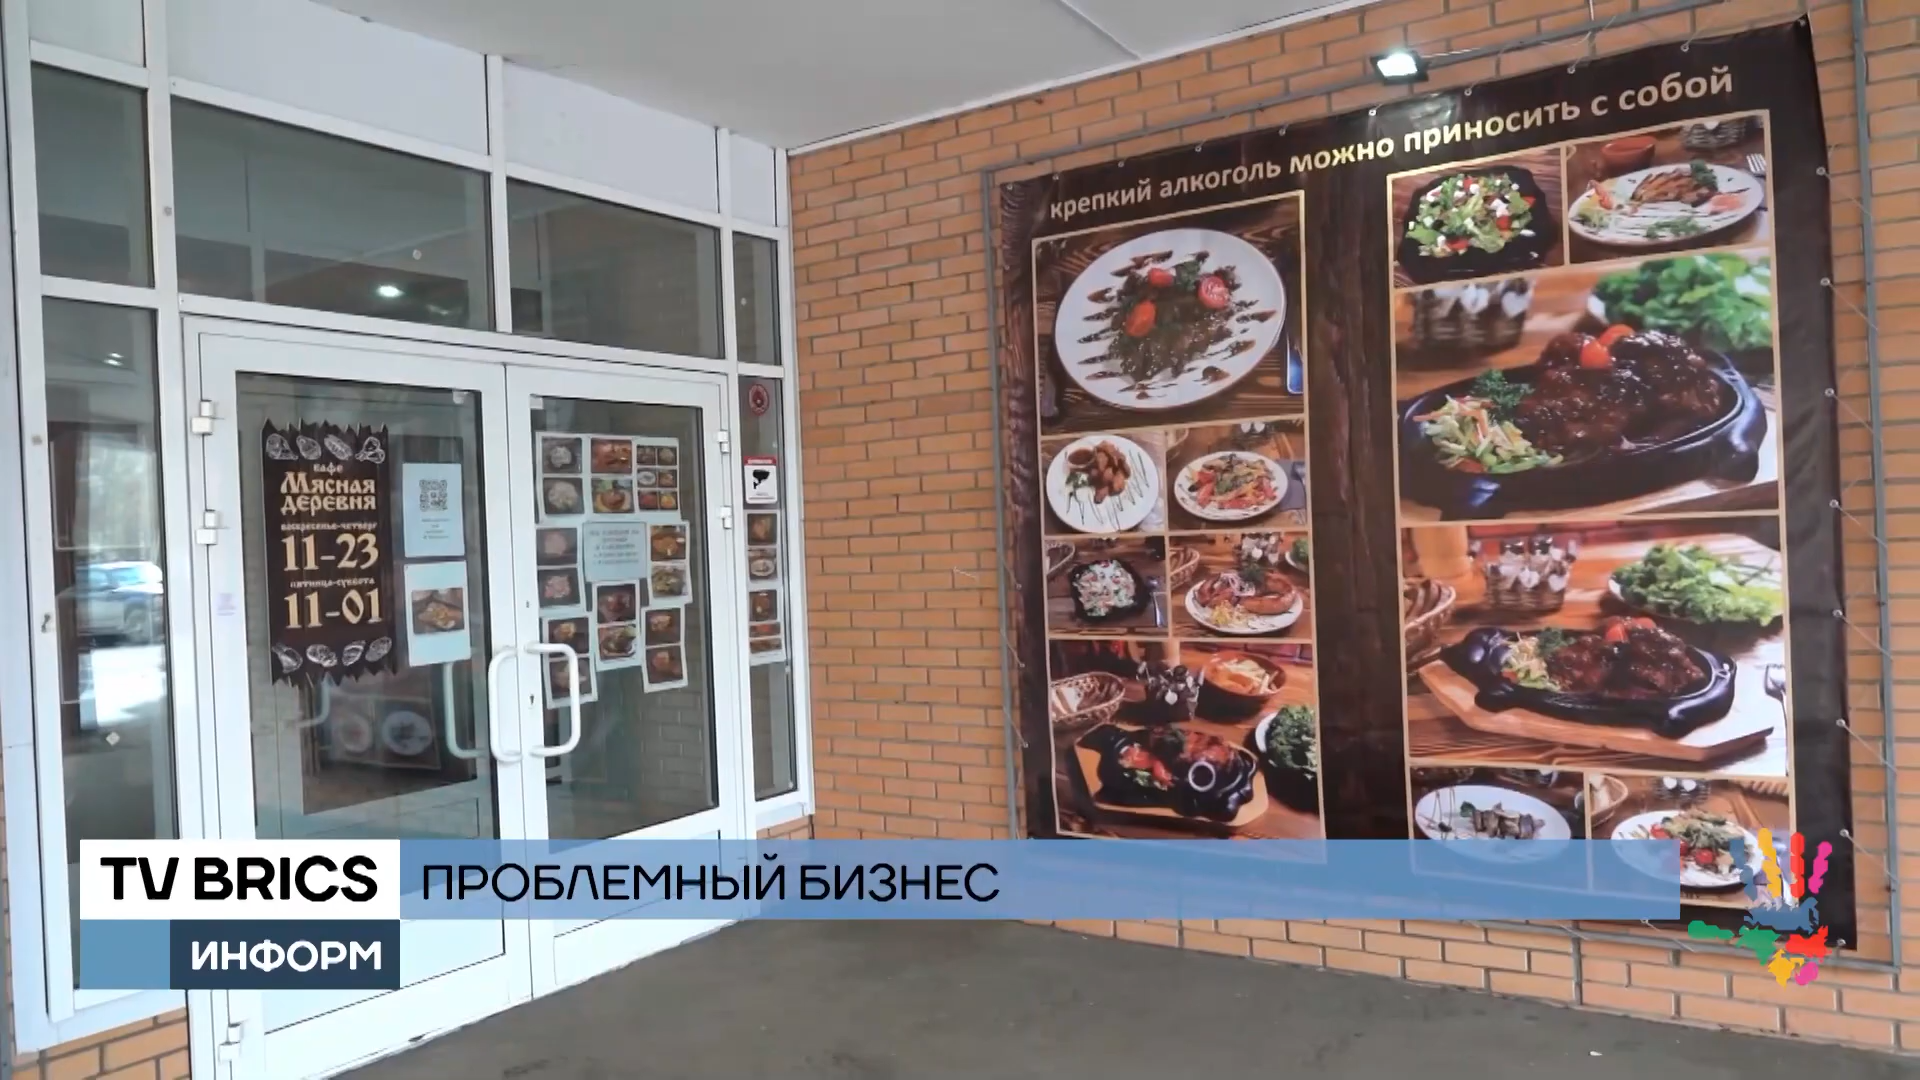 крепкий алкоголь можно приносить с собой
кафе
Мясная
деревня
воскресенье-четверг
11-23
пятница-суббота
11-01
TV BRICS
ПРОБЛЕМНЫЙ БИЗНЕС
ИНФОРМ